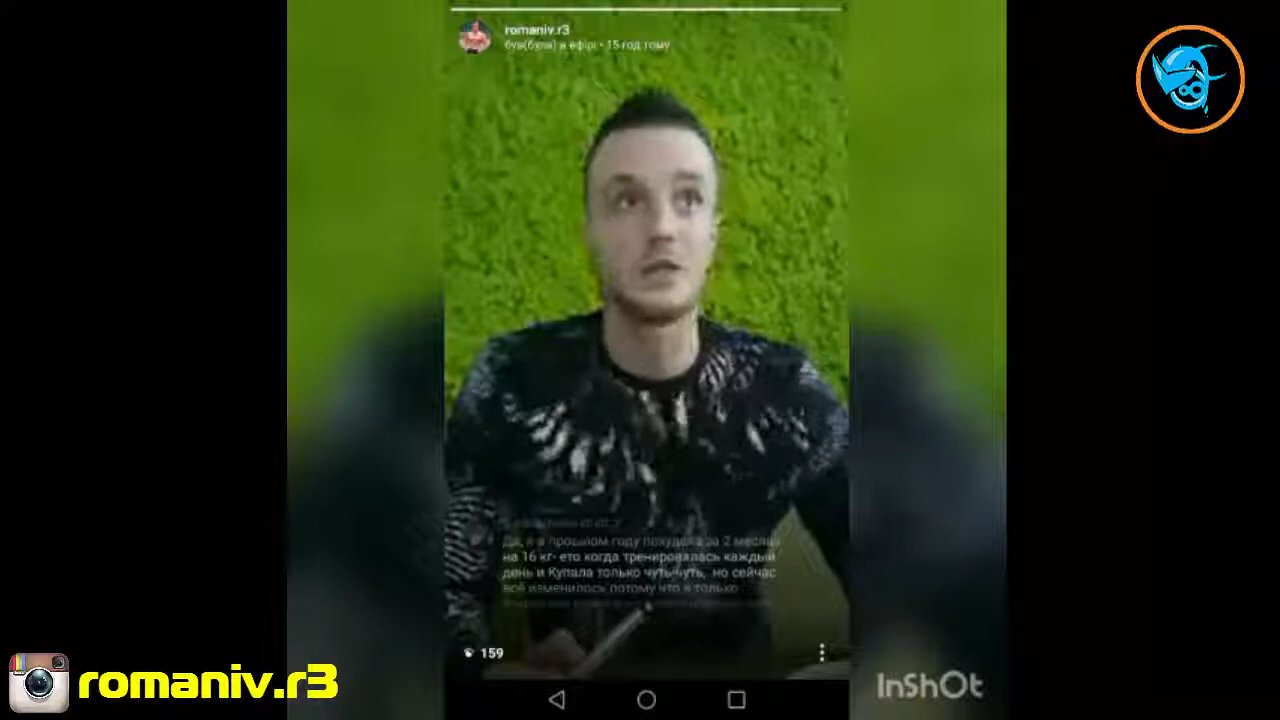 romaniv.r3
був(була) в ефірі • 15 год тому
Да, я в прошлом году похудела за 2 месяца
на 16 кг- ето когда тренировалась каждый
день и Купала только чуть-чуть, но сейчас
всё изменилось потому что я только
159
romaniv.r3
InShOt